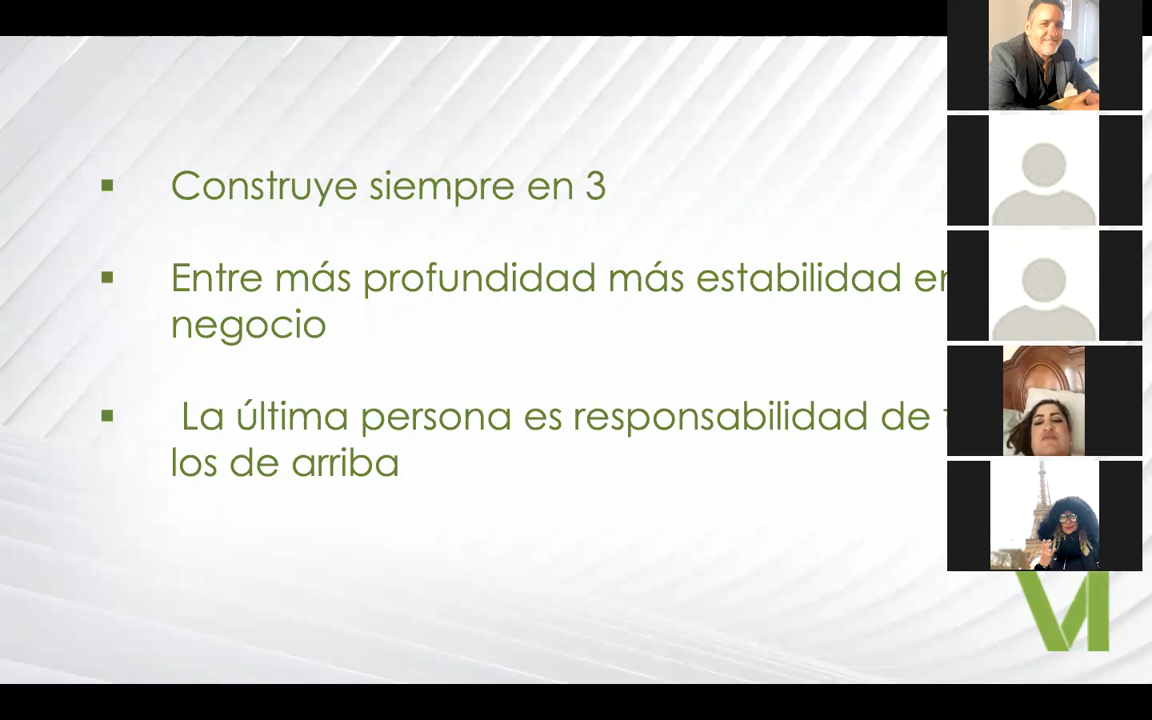 Construye siempre en 3
Entre más profundidad más estabilidad en
negocio
La última persona es responsabilidad de
los de arriba
VI